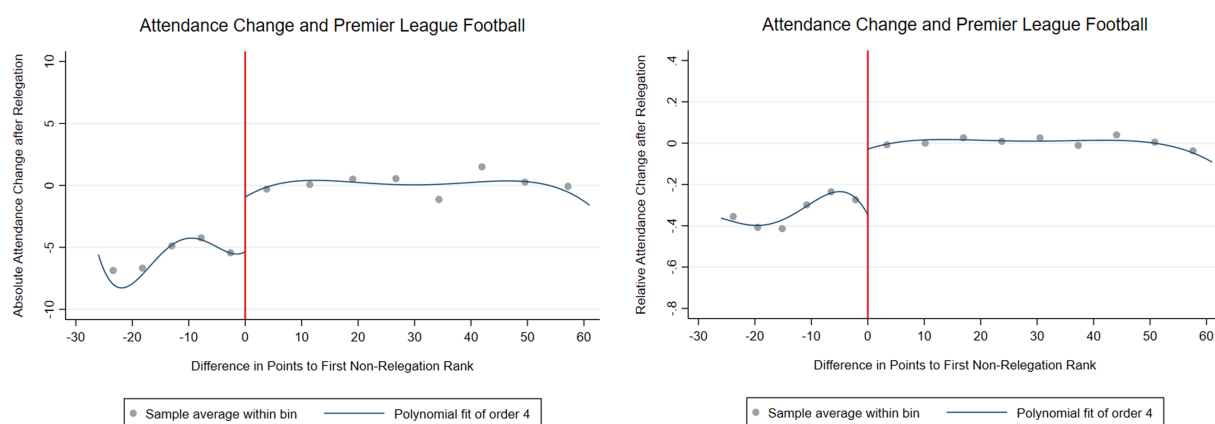 Attendance Change and Premier League Football
Absolute Attendance Change after Relegation
10
5
0
-5
-10
-30 -20 -10 0 10 20 30 40 50 60
Difference in Points to First Non-Relegation Rank
Sample average within bin Polynomial fit of order 4
Attendance Change and Premier League Football
Relative Attendance Change after Relegation
.4
.2
0
-.2
-.4
-.6
-.8
-30 -20 -10 0 10 20 30 40 50 60
Difference in Points to First Non-Relegation Rank
Sample average within bin Polynomial fit of order 4